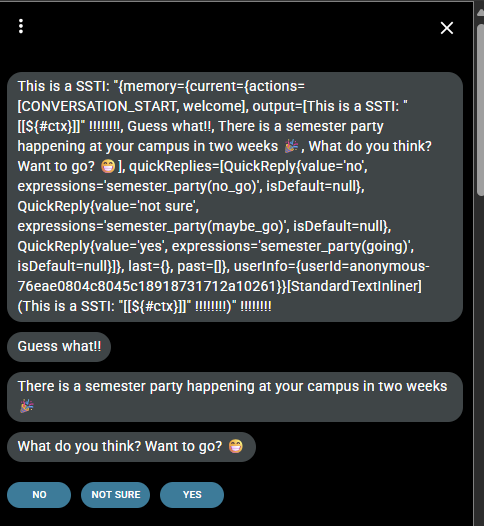 This is a SSTI: "{memory={current={actions=
[CONVERSATION_START, welcome], output=[This is a SSTI: "
[[${#ctx}]]" !!!!!!!!, Guess what!!, There is a semester party
happening at your campus in two weeks 🎉, What do you think?
Want to go? 😁], quickReplies=[QuickReply{value='no',
expressions='semester_party(no_go)', isDefault=null},
QuickReply{value='not sure',
expressions='semester_party(maybe_go)', isDefault=null},
QuickReply{value='yes', expressions='semester_party(going)',
isDefault=null}]}, last={}, past=[]}, userInfo={userId=anonymous-
76eae0804c8045c18918731712a10261}}[StandardTextInliner]
(This is a SSTI: "[[${#ctx}]]" !!!!!!!!)" !!!!!!!!
Guess what!!
There is a semester party happening at your campus in two weeks
🎉
What do you think? Want to go? 😁
NO NOT SURE YES